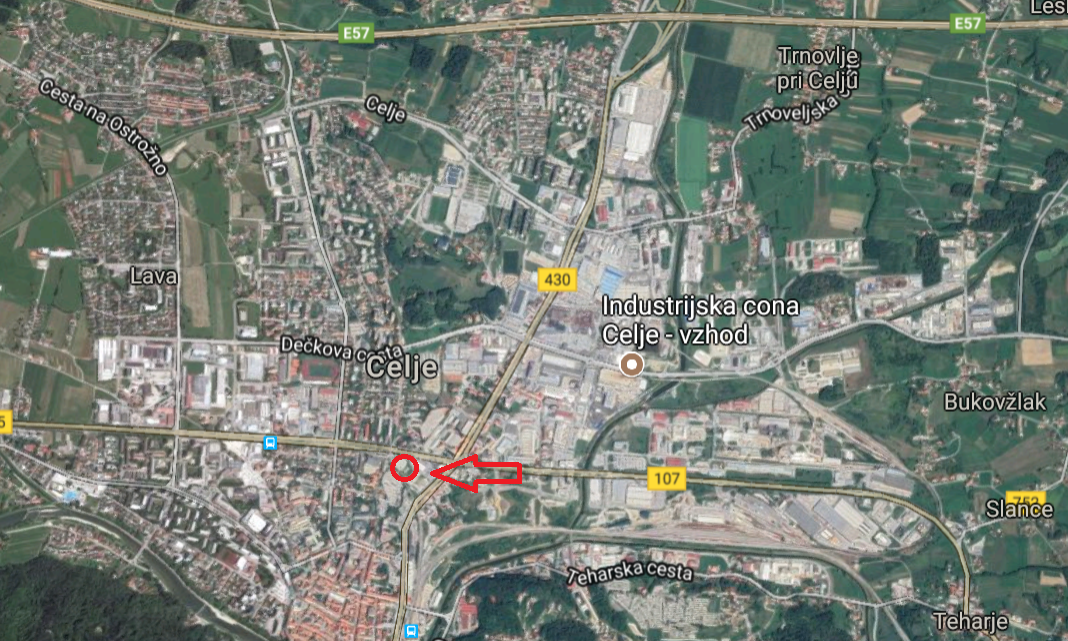 Les
E57
E57
Trnovlje
pri Celju
Cesta na Ostrožno
Celje
Trnoveljska c
Lava
430
Industrijska cona
Celje - vzhod
Dečkova cesta
Celje
Bukovžlak
5
107
752
Slance
Teharska cesta
Teharje